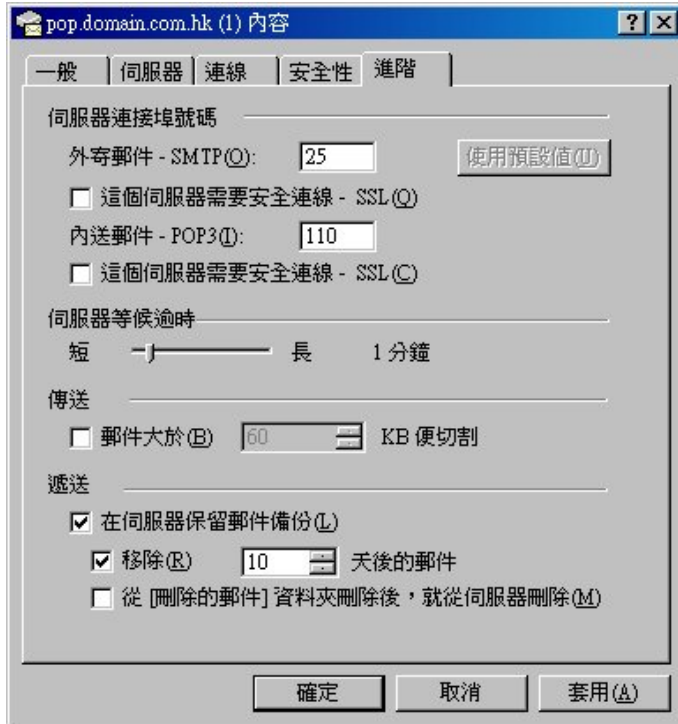 pop.domain.com.hk (1) 內容
一般 伺服器 連線 安全性 進階
伺服器連接埠號碼
外寄郵件 - SMTP(O): 25 使用預設值(U)
這個伺服器需要安全連線 - SSL(Q)
內送郵件 - POP3(I): 110
這個伺服器需要安全連線 - SSL(C)
伺服器等候逾時
短 長 1 分鐘
傳送
郵件大於(B) 60 KB 便切割
遞送
在伺服器保留郵件備份(L)
移除(R) 10 天後的郵件
從 [刪除的郵件] 資料夾刪除後，就從伺服器刪除(M)
確定 取消 套用(A)